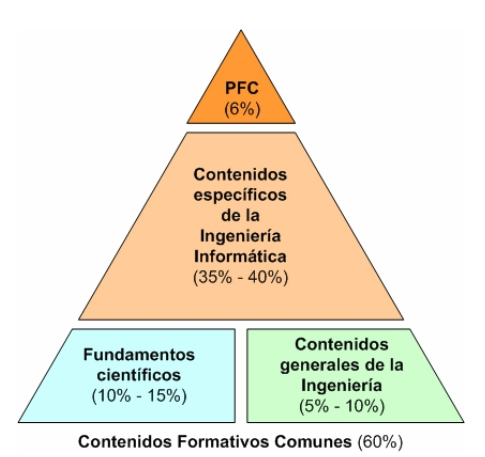 PFC
(6%)
Contenidos
específicos
de la
Ingeniería
Informática
(35% - 40%)
Fundamentos
científicos
(10% - 15%)
Contenidos
generales de la
Ingeniería
(5% - 10%)
Contenidos Formativos Comunes (60%)